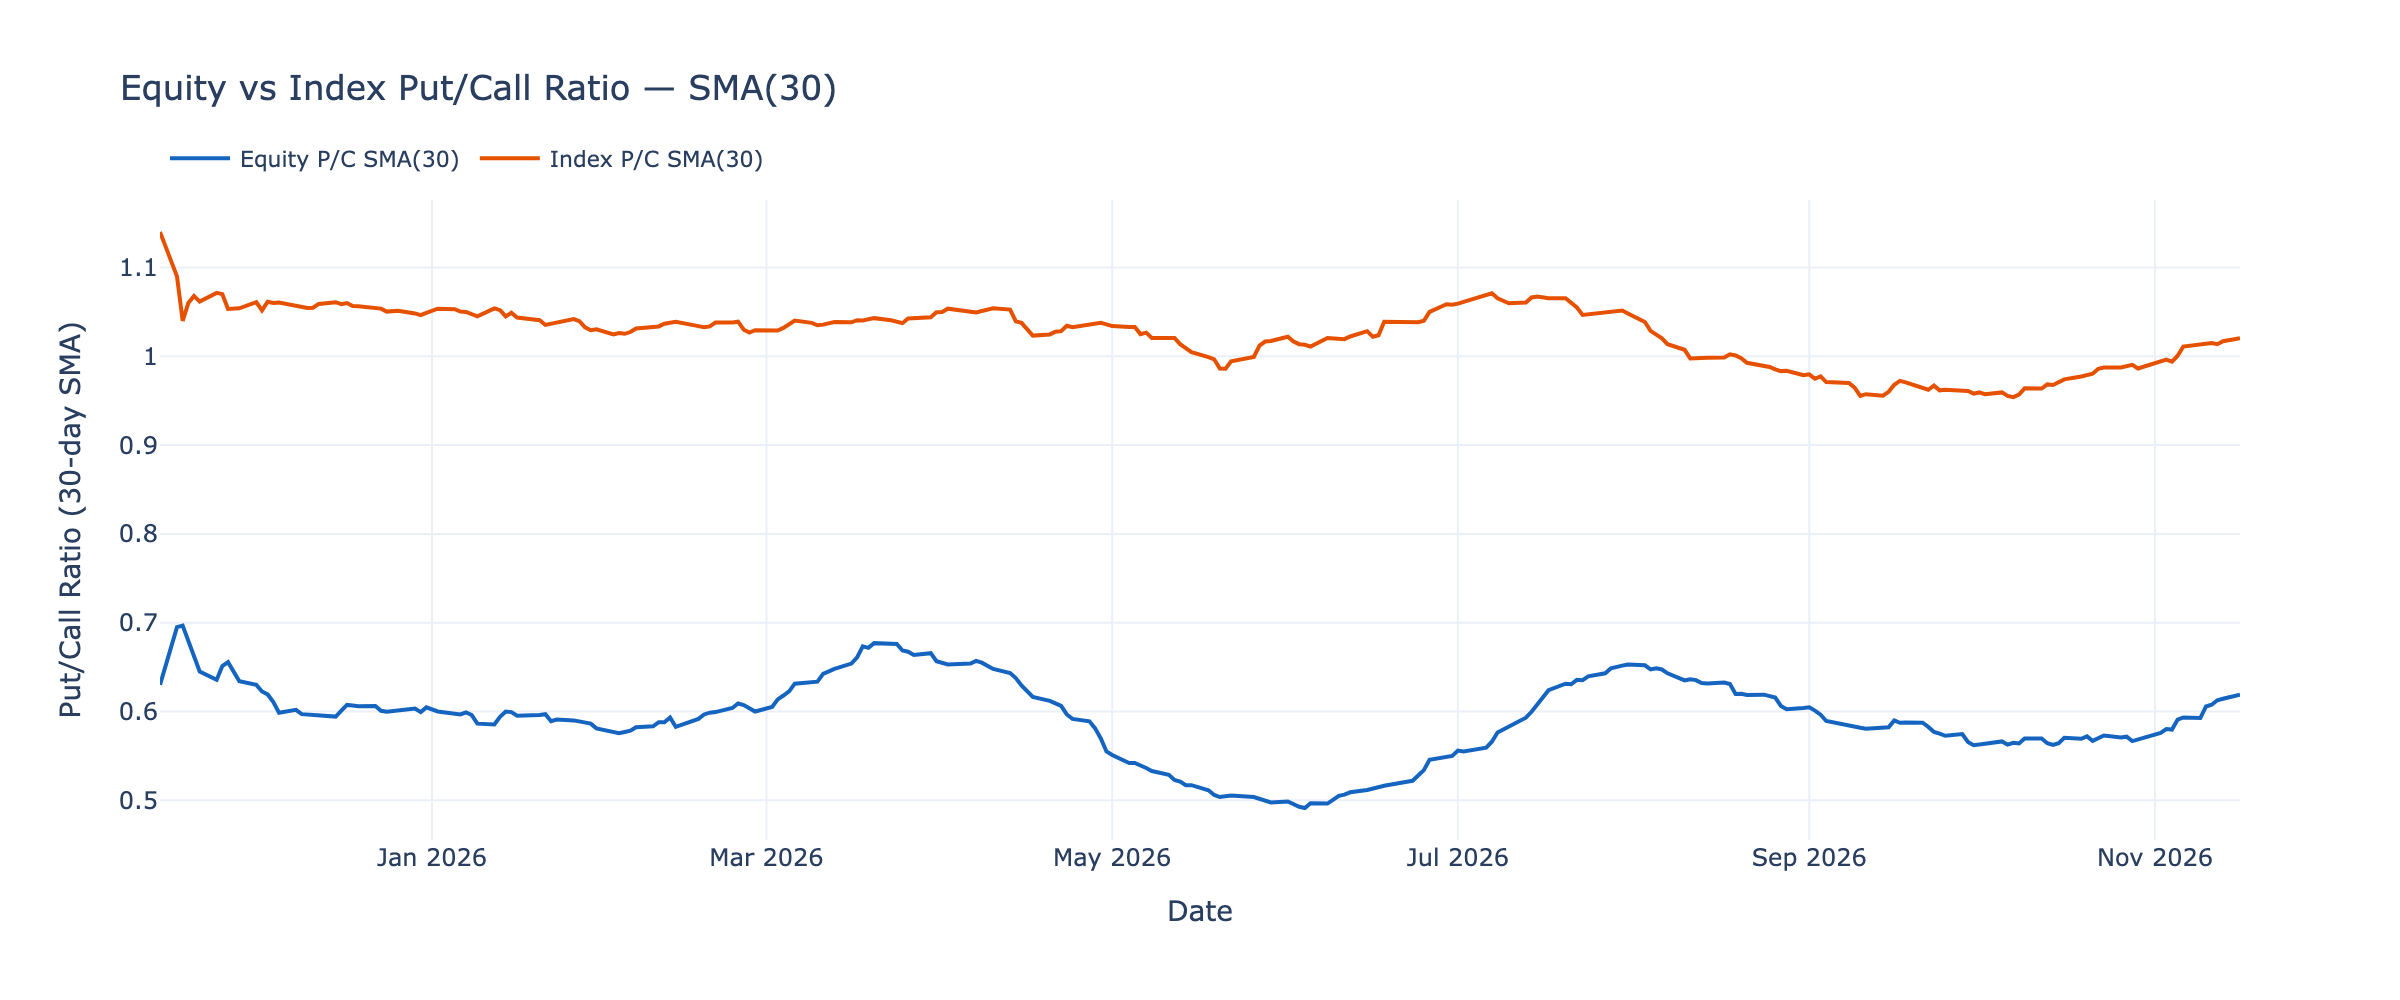 Equity vs Index Put/Call Ratio — SMA(30)
Equity P/C SMA(30)
Index P/C SMA(30)
Put/Call Ratio (30-day SMA)
1.1
1
0.9
0.8
0.7
0.6
0.5
Jan 2026
Mar 2026
May 2026
Jul 2026
Sep 2026
Nov 2026
Date